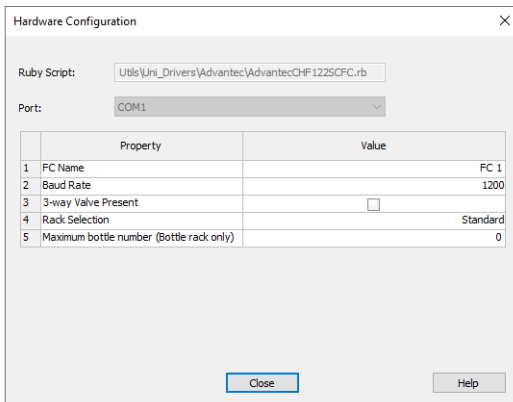 Hardware Configuration
Ruby Script: Utils\Uni_Drivers\Advantec\AdvantecCHF122SCFC.rb
Port: COM1
Property Value
1 FC Name FC 1
2 Baud Rate 1200
3 3-way Valve Present
4 Rack Selection Standard
5 Maximum bottle number (Bottle rack only) 0
Close Help